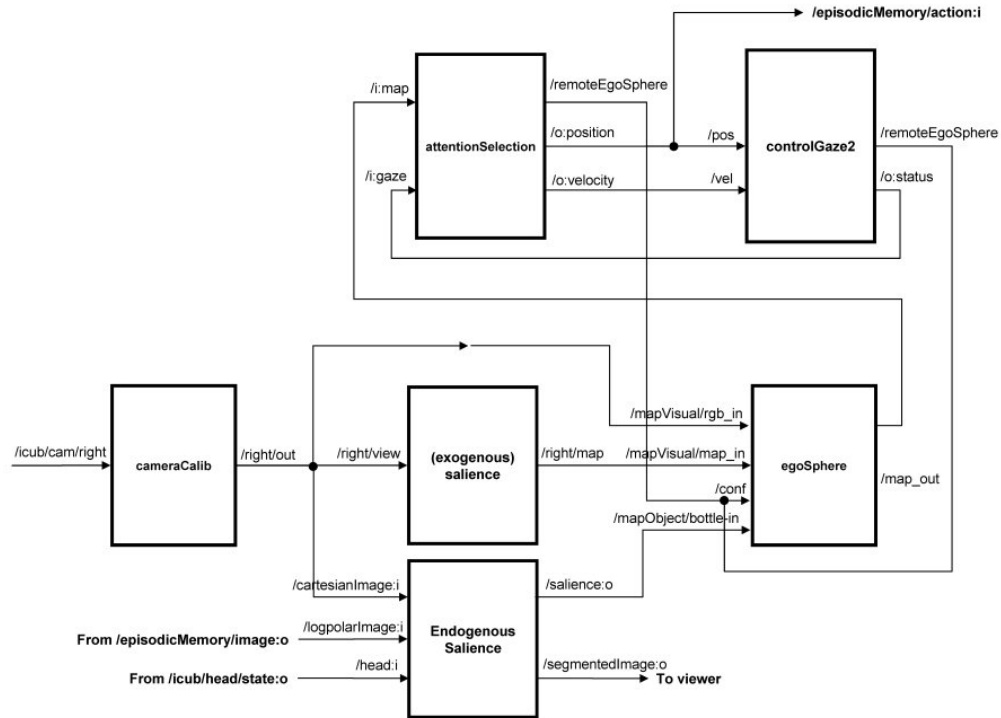 /episodicMemory/action:i
/i:map
/remoteEgoSphere
attentionSelection
/o:position
/pos
controlGaze2
/remoteEgoSphere
/i:gaze
/o:velocity
/vel
/o:status
/icub/cam/right
cameraCalib
/right/out
/right/view
(exogenous)
salience
/right/map
/mapVisual/rgb_in
/mapVisual/map_in
egoSphere
/conf
/map_out
/mapObject/bottle-in
/cartesianImage:i
/salience:o
From /episodicMemory/image:o
/logpolarImage:i
Endogenous
Salience
From /icub/head/state:o
/head:i
/segmentedImage:o
To viewer